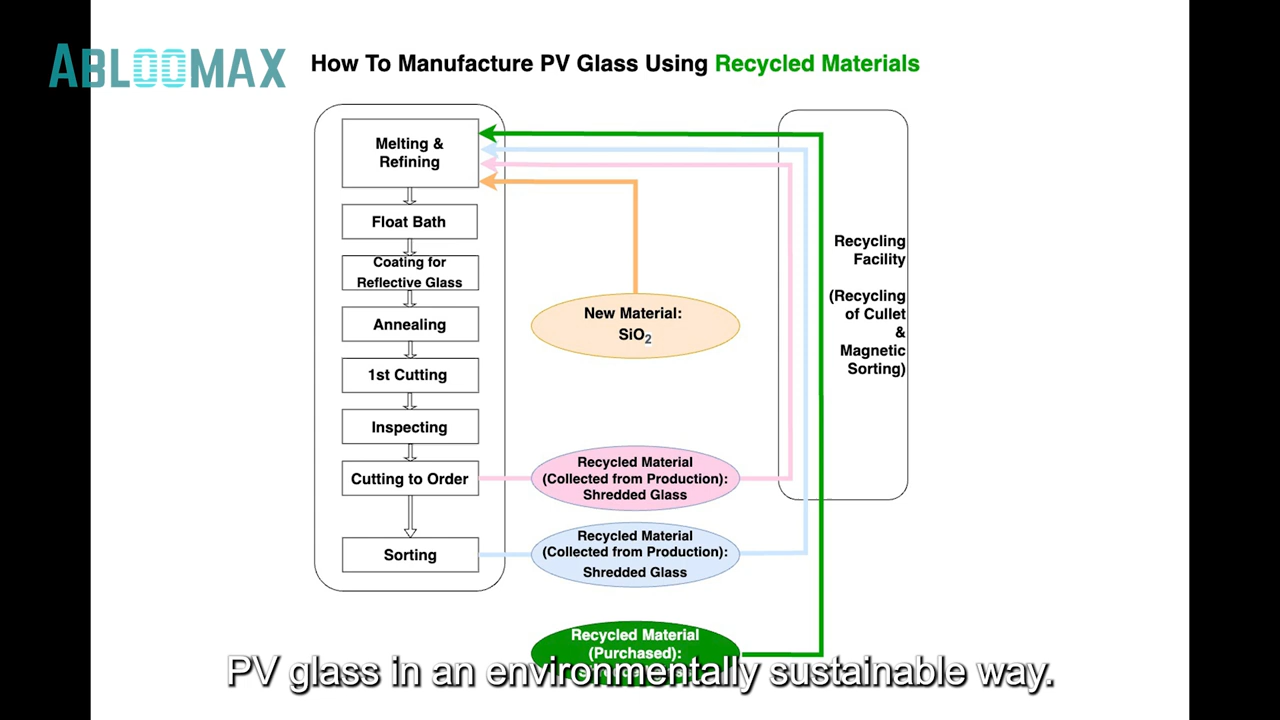 ABLOOMAX
How To Manufacture PV Glass Using Recycled Materials
Melting &
Refining
Float Bath
Coating for
Reflective Glass
Annealing
1st Cutting
Inspecting
Cutting to Order
Sorting
New Material:
SiO2
Recycled Material
(Collected from Production):
Shredded Glass
Recycled Material
(Collected from Production):
Shredded Glass
Recycled Material
(Purchased):
Recycling
Facility
(Recycling
of Cullet
&
Magnetic
Sorting)
PV glass in an environmentally sustainable way.